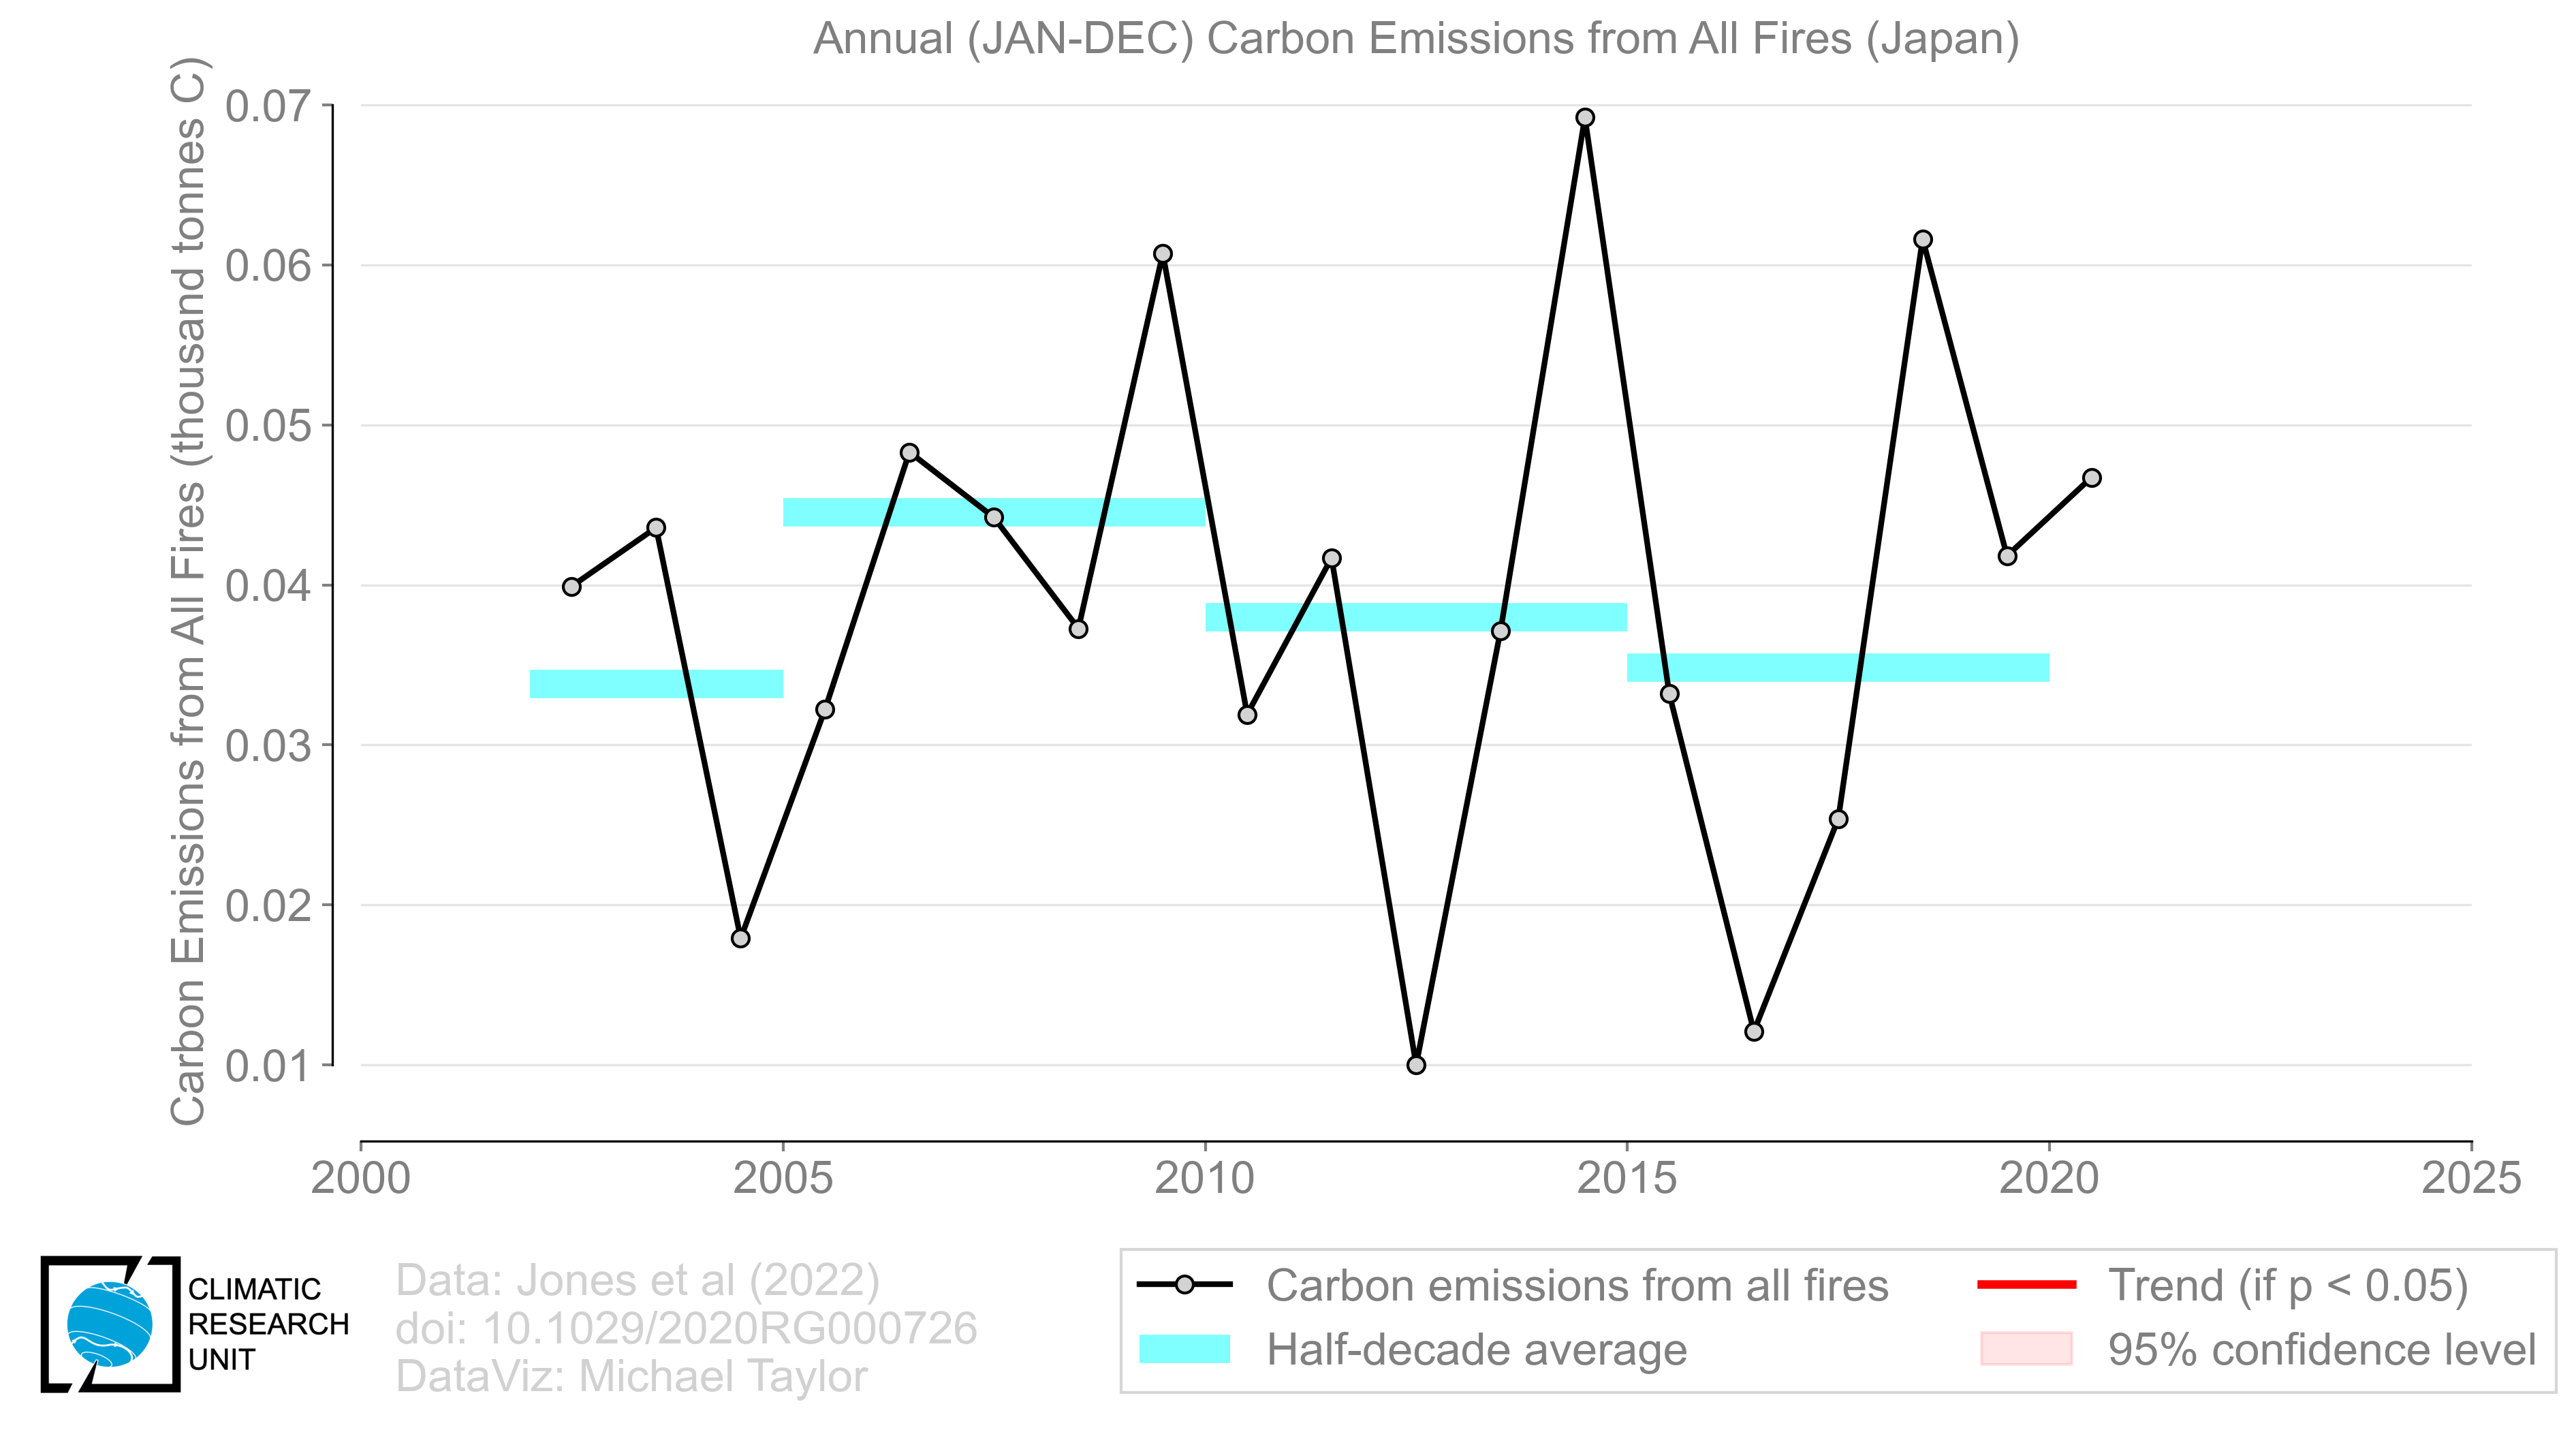 Annual (JAN-DEC) Carbon Emissions from All Fires (Japan)
Carbon Emissions from All Fires (thousand tonnes C)
0.07
0.06
0.05
0.04
0.03
0.02
0.01
2000 2005 2010 2015 2020 2025
CLIMATIC
RESEARCH
UNIT
Data: Jones et al (2022)
doi: 10.1029/2020RG000726
DataViz: Michael Taylor
Carbon emissions from all fires
Half-decade average
Trend (if p < 0.05)
95% confidence level